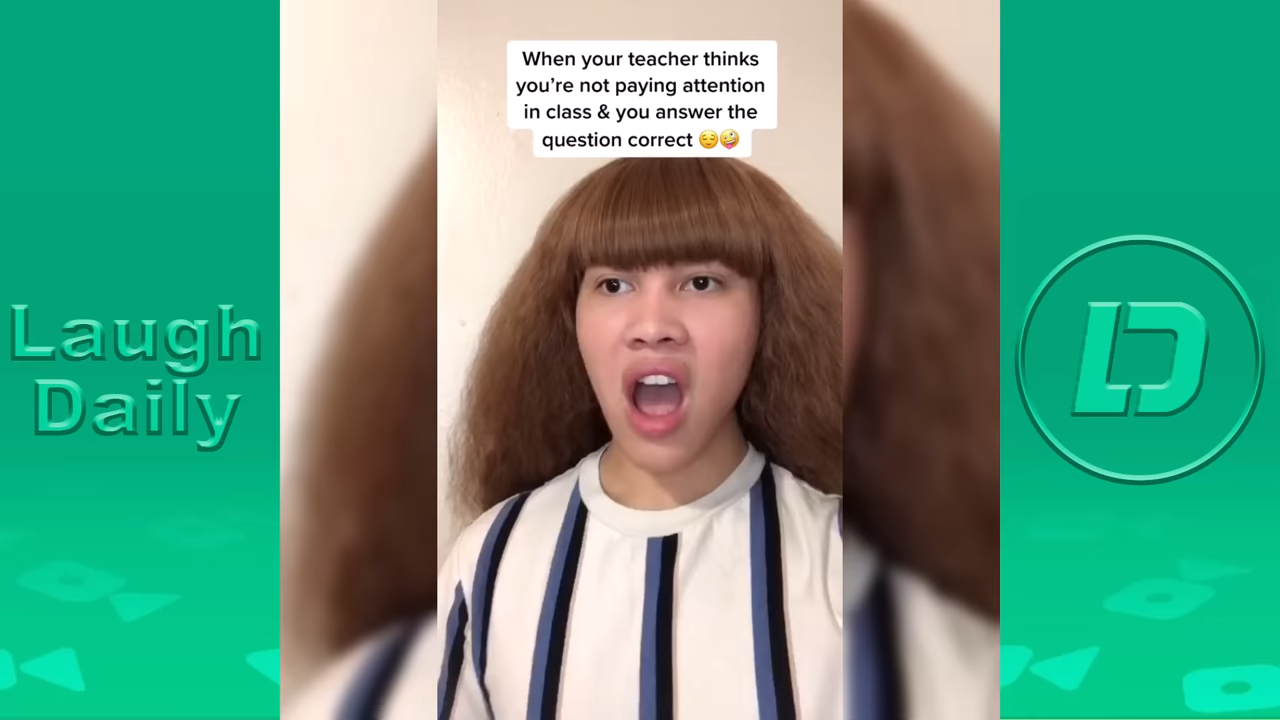 When your teacher thinks
you’re not paying attention
in class & you answer the
question correct 😌🤪
Laugh
Daily
LD